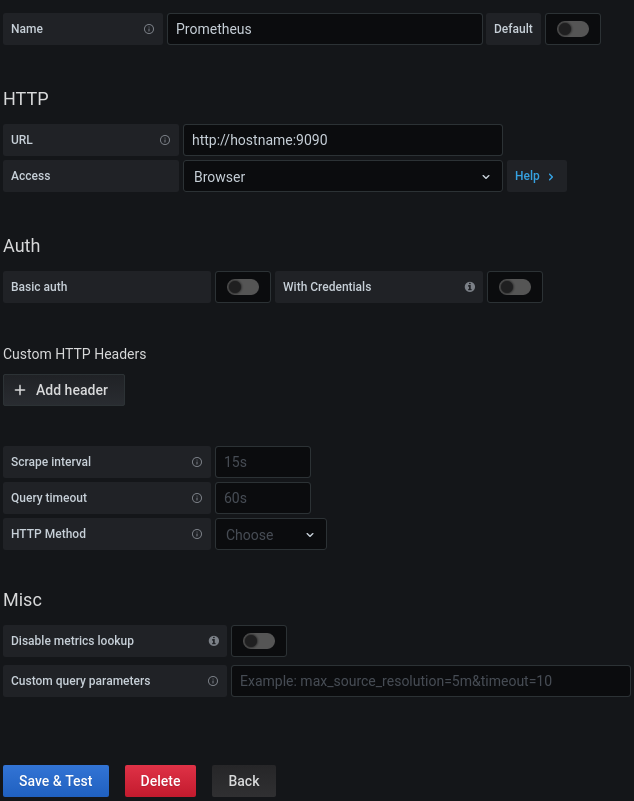 Name Prometheus Default
HTTP
URL http://hostname:9090
Access Browser Help
Auth
Basic auth With Credentials
Custom HTTP Headers
+ Add header
Scrape interval 15s
Query timeout 60s
HTTP Method Choose
Misc
Disable metrics lookup
Custom query parameters Example: max_source_resolution=5m&timeout=10
Save & Test Delete Back